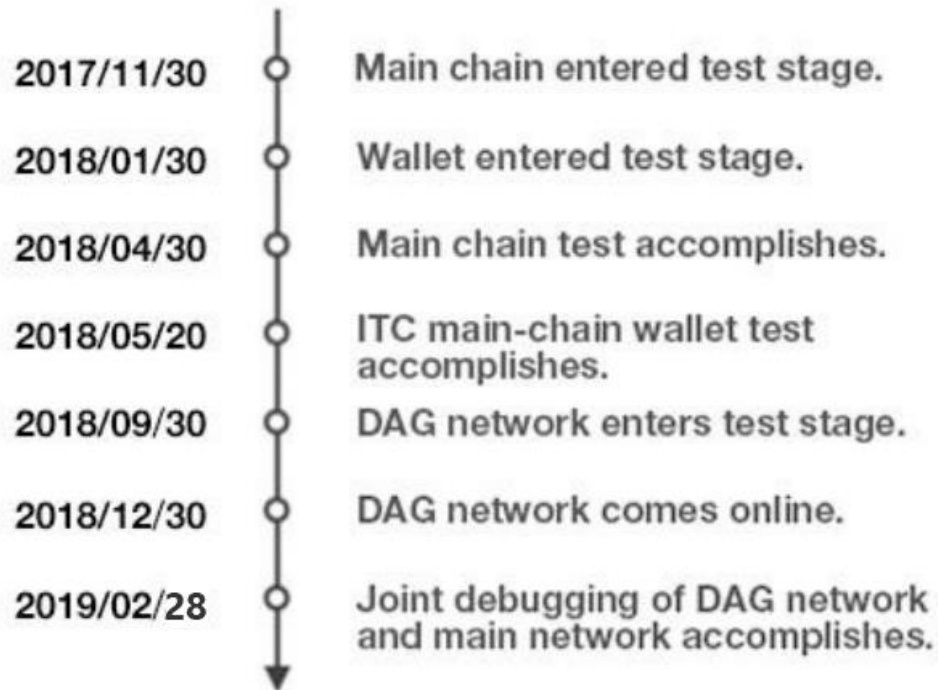 2017/11/30 Main chain entered test stage.
2018/01/30 Wallet entered test stage.
2018/04/30 Main chain test accomplishes.
2018/05/20 ITC main-chain wallet test
accomplishes.
2018/09/30 DAG network enters test stage.
2018/12/30 DAG network comes online.
2019/02/28 Joint debugging of DAG network
and main network accomplishes.